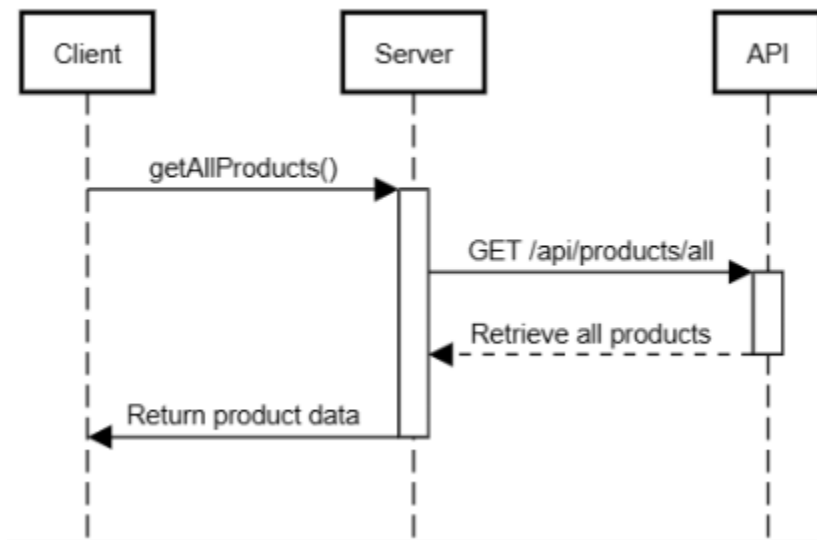 Client
Server
API
getAllProducts()
GET /api/products/all
Retrieve all products
Return product data